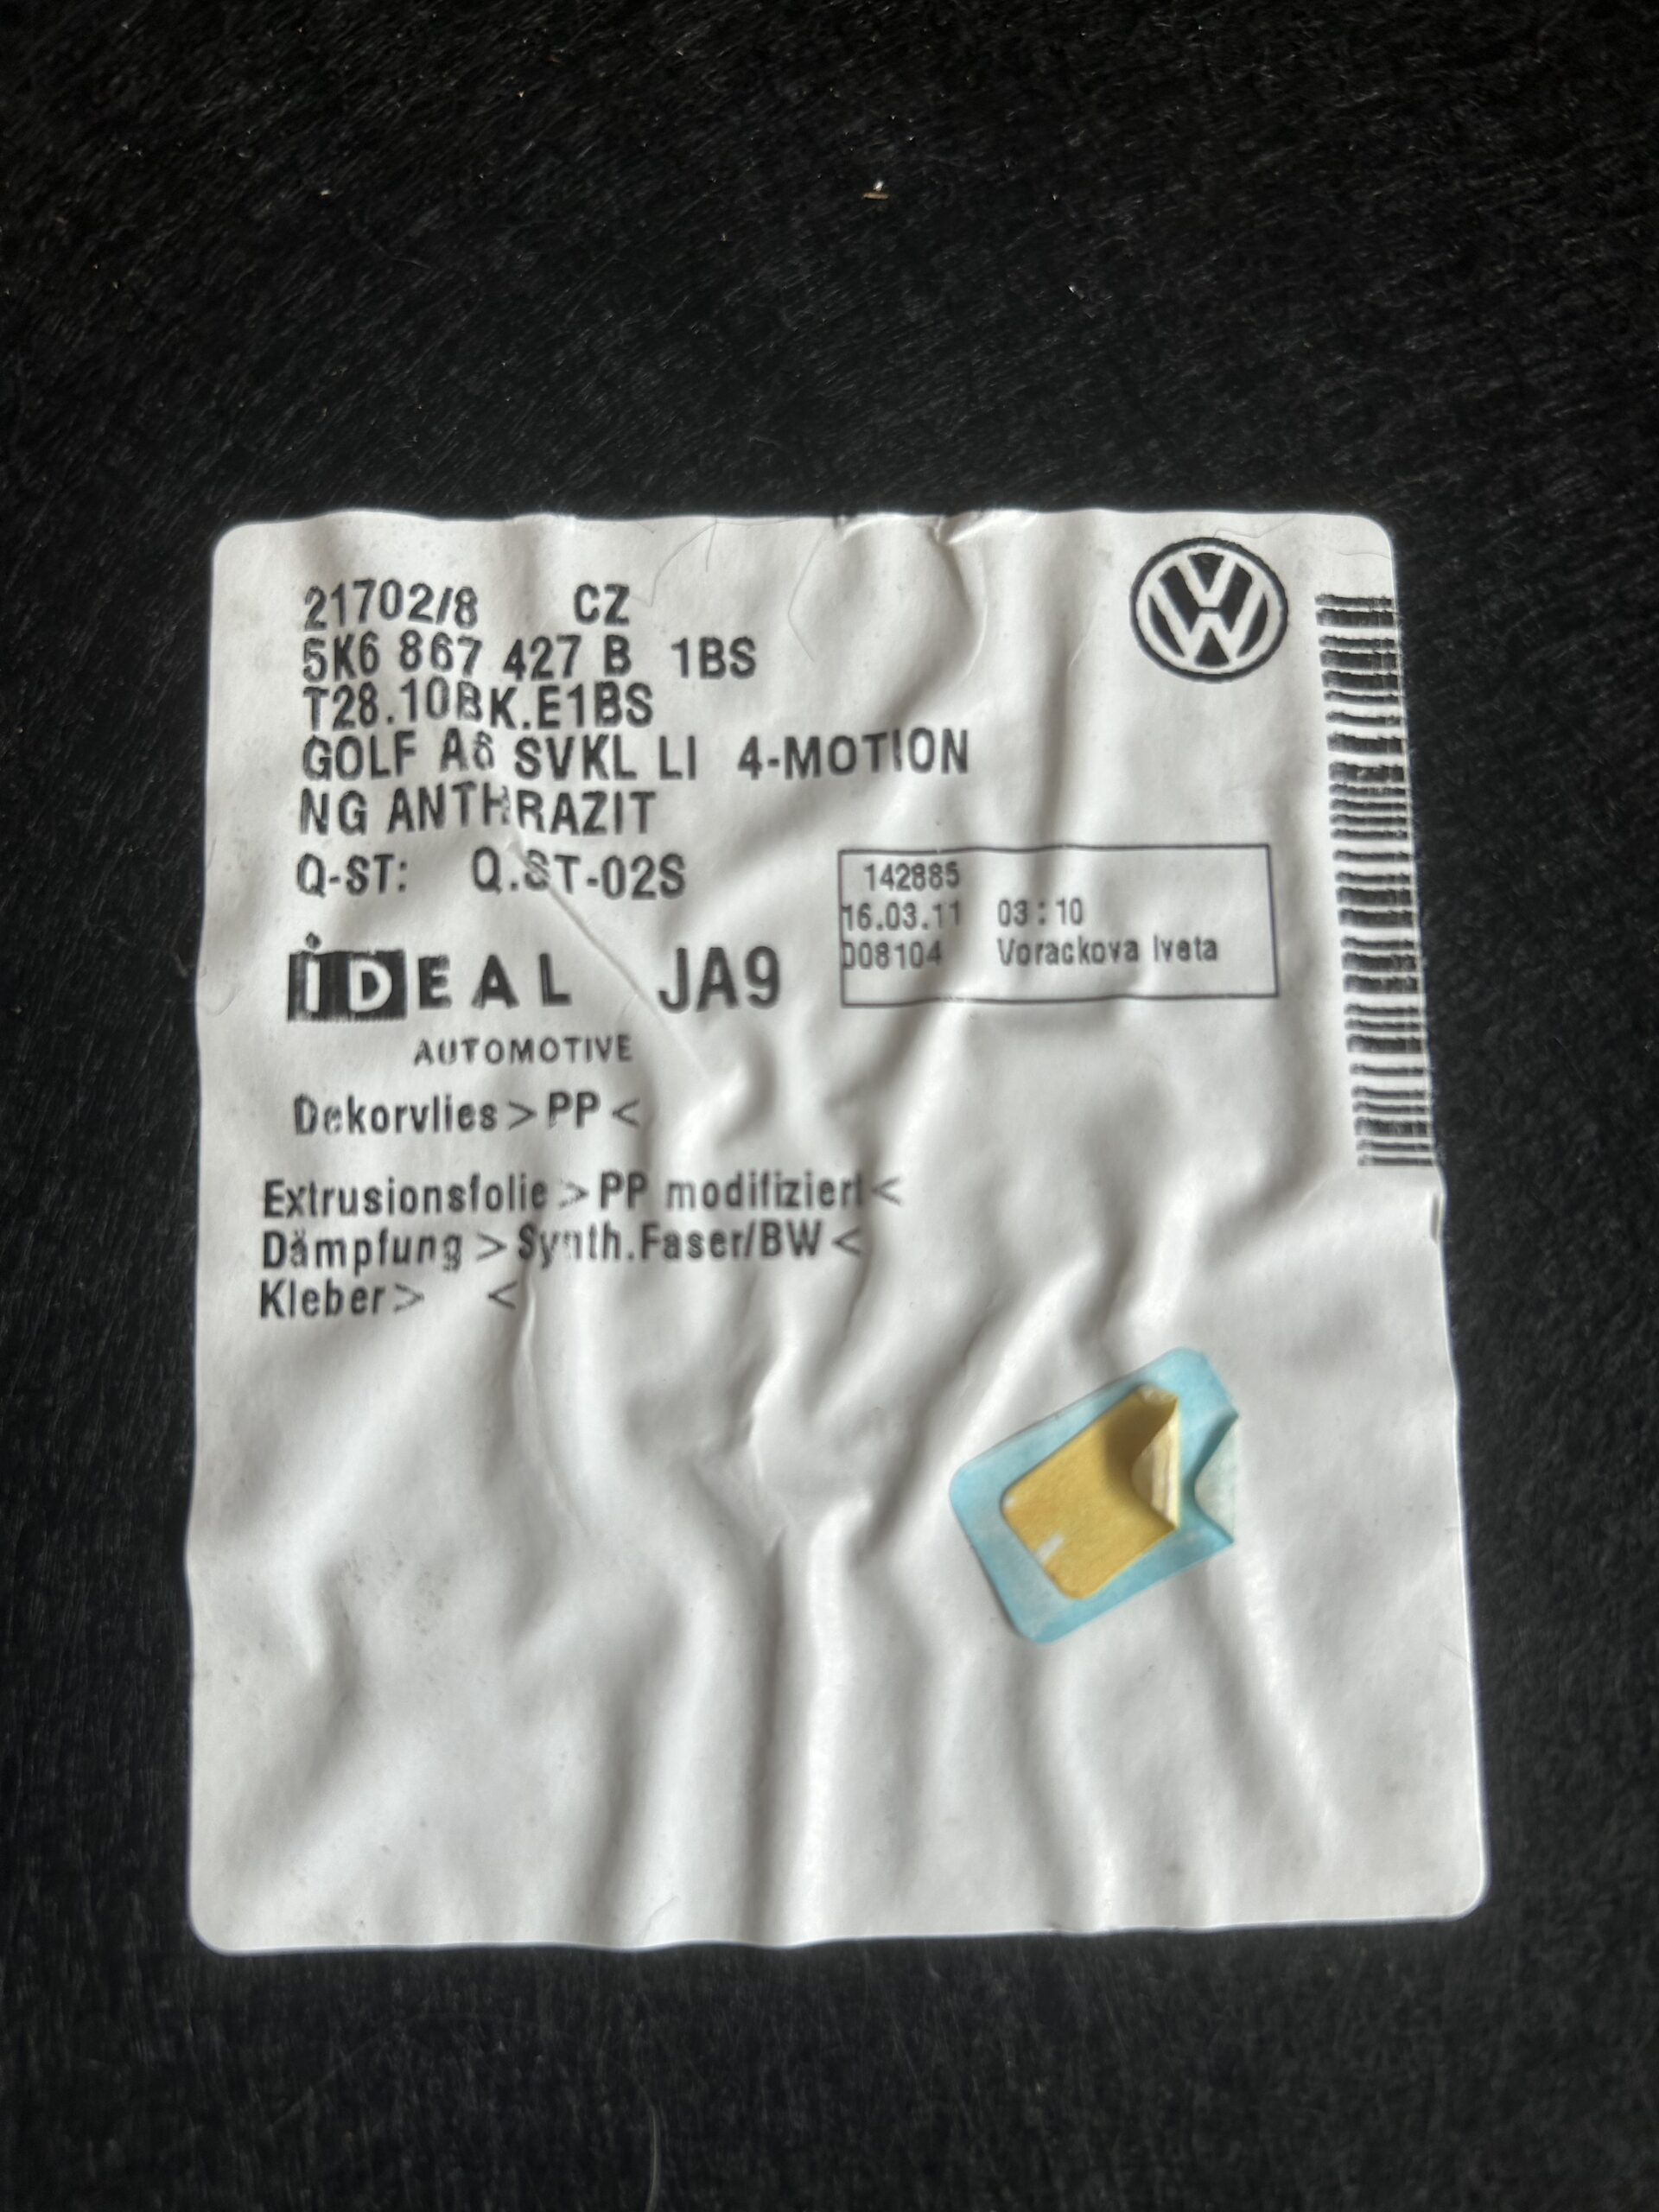 21702/8 CZ
5K6 867 427 B 1BS
T28.10BK.E1BS
GOLF A6 SVKL LI 4-MOTION
NG ANTHRAZIT
Q-ST: Q.ST-02S
142885
16.03.11 03:10
D08104 Vorackova Iveta
iDEAL JA9
AUTOMOTIVE
Dekorvlies >PP<
Extrusionsfolie >PP modifiziert<
Dämpfung >Synth.Faser/BW<
Kleber> <